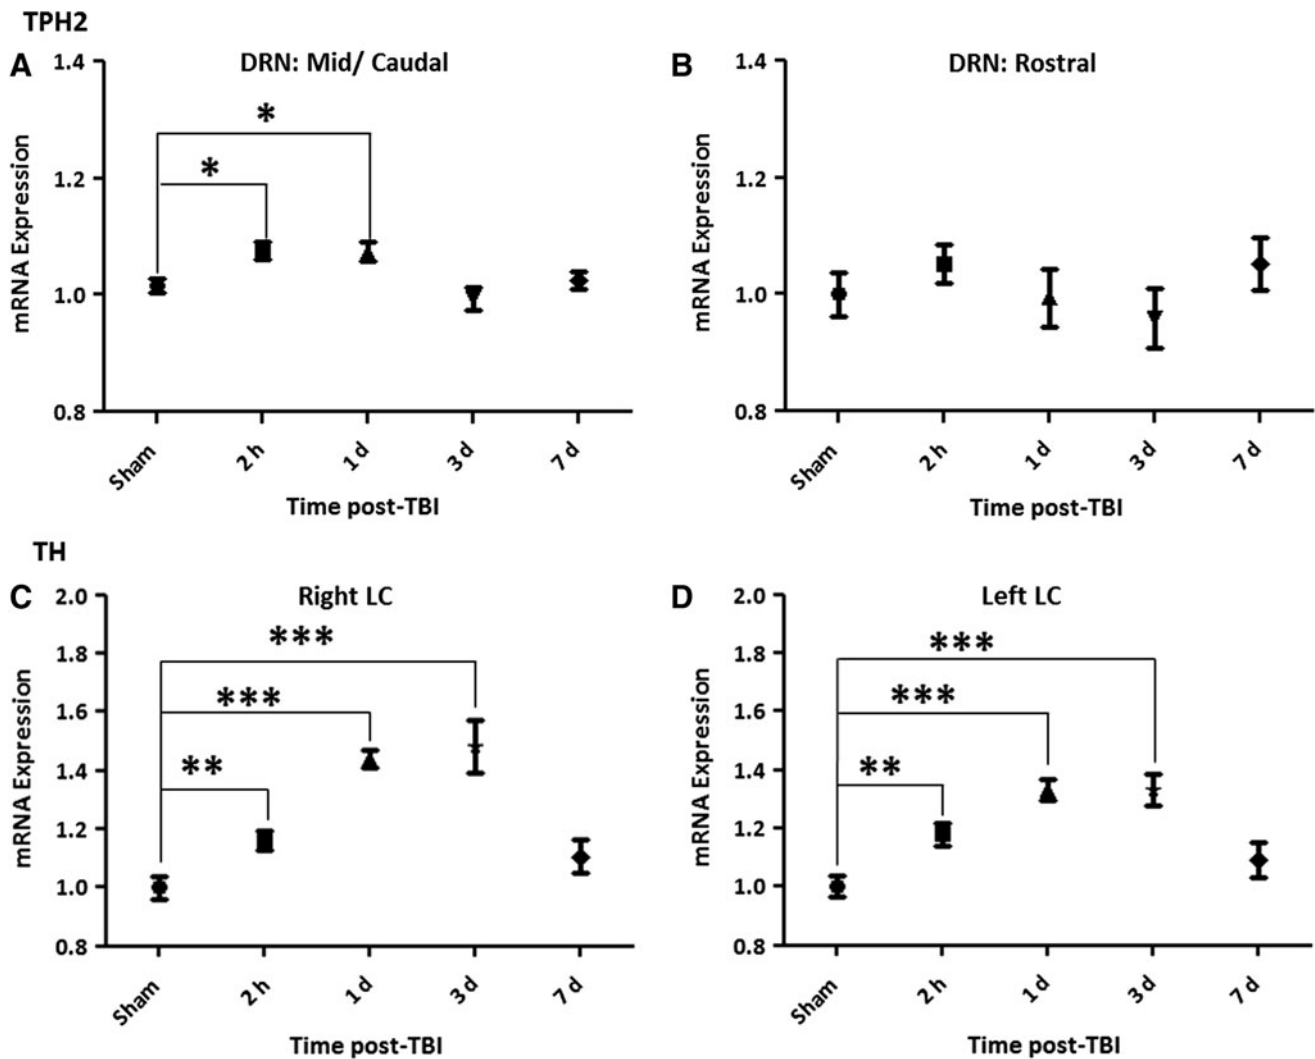 TPH2
A
DRN: Mid/ Caudal
mRNA Expression
1.4
1.2
1.0
0.8
*
*
Sham
2 h
1 d
3 d
7 d
Time post-TBI
B
DRN: Rostral
mRNA Expression
1.4
1.2
1.0
0.8
Sham
2 h
1 d
3 d
7 d
Time post-TBI
TH
C
Right LC
mRNA Expression
2.0
1.8
1.6
1.4
1.2
1.0
0.8
***
***
**
Sham
2 h
1 d
3 d
7 d
Time post-TBI
D
Left LC
mRNA Expression
2.0
1.8
1.6
1.4
1.2
1.0
0.8
***
***
**
Sham
2 h
1 d
3 d
7 d
Time post-TBI